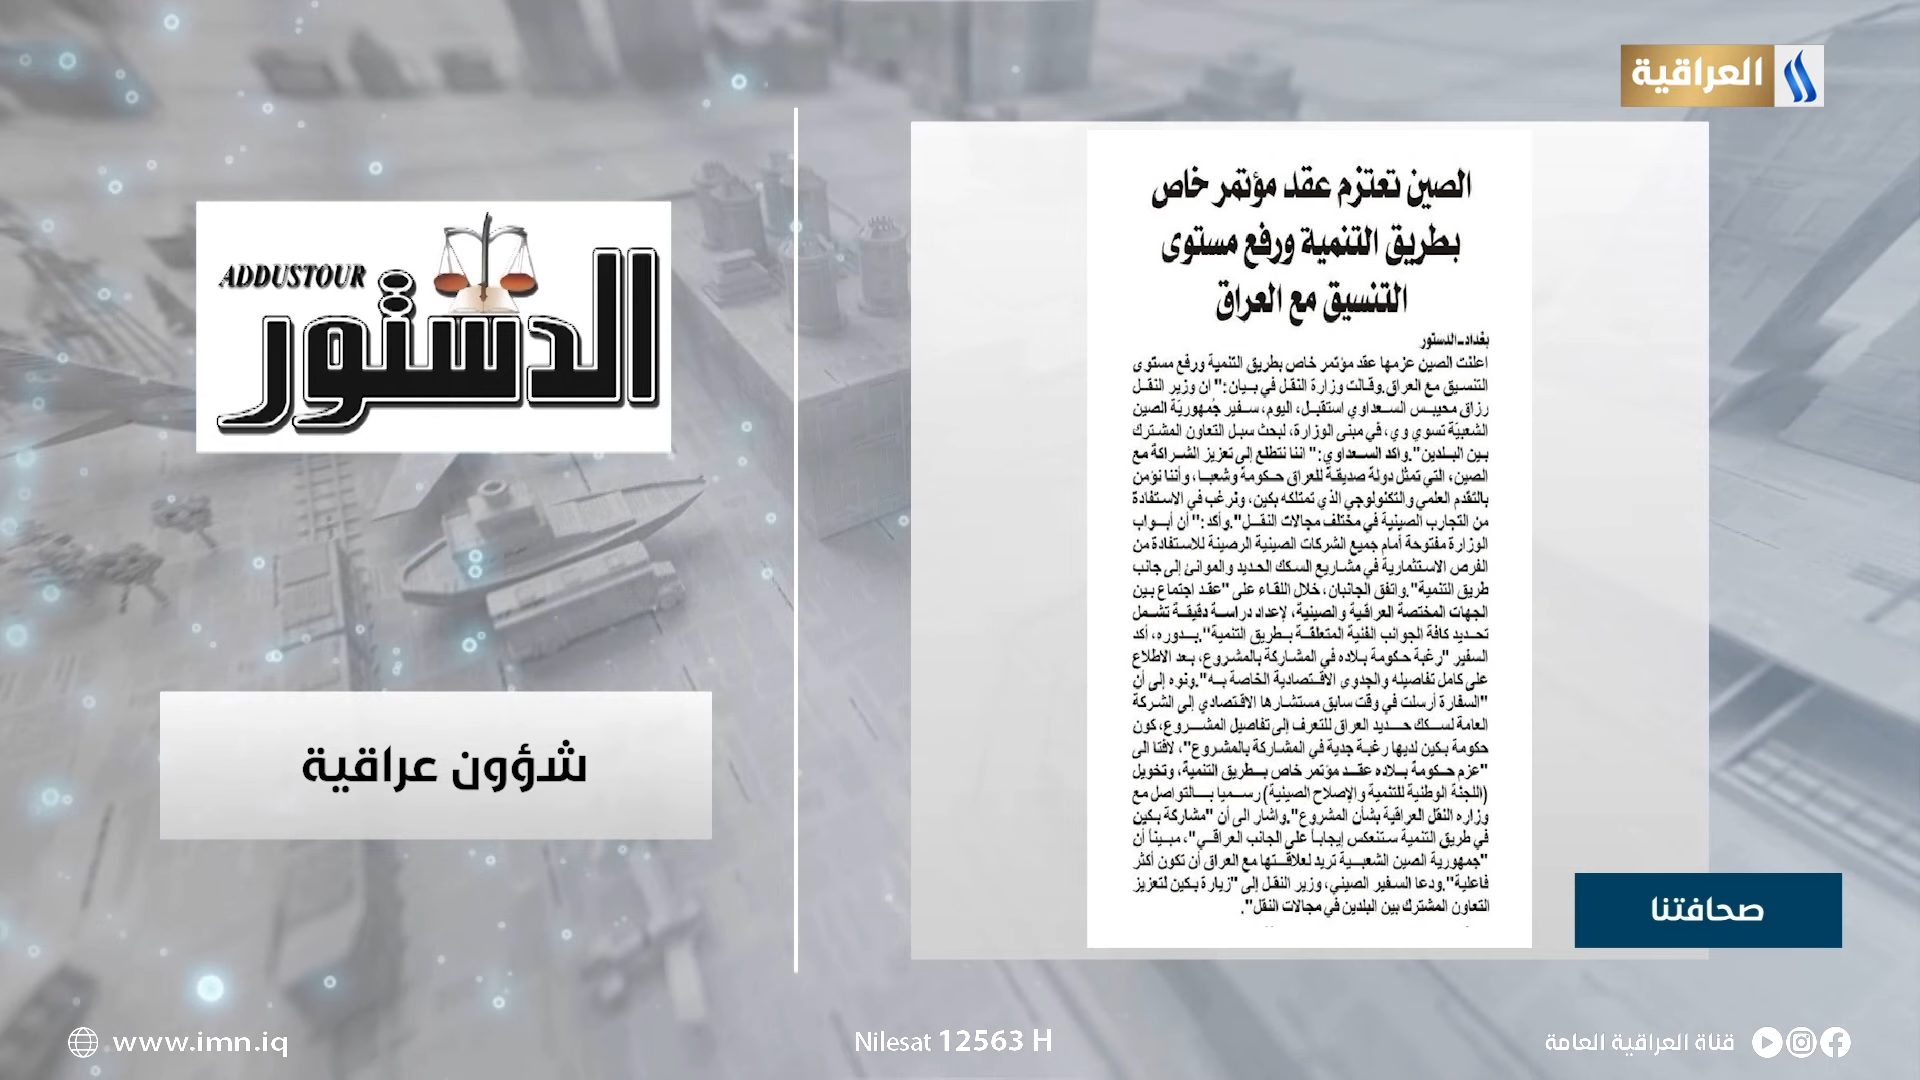 العراقية
ADDUSTOUR
الدستور
شؤون عراقية
الصين تعتزم عقد مؤتمر خاص
بطريق التنمية ورفع مستوى
التنسيق مع العراق
بغداد-الدستور
اعلنت الصين عزمها عقد مؤتمر خاص بطريق التنمية ورفع مستوى
التنسيق مع العراق.وقالت وزارة النقل في بيان:" ان وزير النقل
رزاق محيبس السعداوي استقبل، اليوم، سفير جُمهوريّة الصين
الشعبيّة تسوي وي، في مبنى الوزارة، لبحث سبل التعاون المشترك
بين البلدين".واكد السعداوي:" اننا نتطلع إلى تعزيز الشراكة مع
الصين، التي تمثل دولة صديقة للعراق حكومة وشعبا، وأننا نؤمن
بالتقدم العلمي والتكنولوجي الذي تمتلكه بكين، ونرغب في الاستفادة
من التجارب الصينية في مختلف مجالات النقل".وأكد:" أن أبواب
الوزارة مفتوحة أمام جميع الشركات الصينية الرصينة للاستفادة من
الفرص الاستثمارية في مشاريع السكك الحديد والموانئ إلى جانب
طريق التنمية".واتفق الجانبان، خلال اللقاء على "عقد اجتماع بين
الجهات المختصة العراقية والصينية، لإعداد دراسة دقيقة تشمل
تحديد كافة الجوانب الفنية المتعلقة بطريق التنمية".بدوره، أكد
السفير "رغبة حكومة بلاده في المشاركة بالمشروع، بعد الاطلاع
على كامل تفاصيله والجدوى الاقتصادية الخاصة به".ونوه إلى أن
"السفارة أرسلت في وقت سابق مستشارها الاقتصادي إلى الشركة
العامة لسكك حديد العراق للتعرف إلى تفاصيل المشروع، كون
حكومة بكين لديها رغبة جدية في المشاركة بالمشروع"، لافتا الى
"عزم حكومة بلاده عقد مؤتمر خاص بطريق التنمية، وتخويل
(اللجنة الوطنية للتنمية والإصلاح الصينية) رسميا بالتواصل مع
وزاره النقل العراقية بشأن المشروع".واشار الى أن "مشاركة بكين
في طريق التنمية ستنعكس إيجاباً على الجانب العراقي"، مبيناً أن
"جمهورية الصين الشعبية تريد لعلاقتها مع العراق أن تكون أكثر
فاعلية".ودعا السفير الصيني، وزير النقل إلى "زيارة بكين لتعزيز
التعاون المشترك بين البلدين في مجالات النقل".
صحافتنا
www.imn.iq
Nilesat 12563 H
قناة العراقية العامة